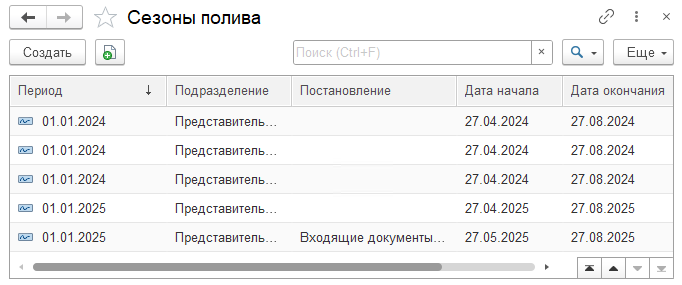 Сезоны полива
Создать Поиск (Ctrl+F) × Еще
Период ↓ Подразделение Постановление Дата начала Дата окончания
01.01.2024 Представитель... 27.04.2024 27.08.2024
01.01.2024 Представитель... 27.04.2024 27.08.2024
01.01.2024 Представитель... 27.04.2024 27.08.2024
01.01.2025 Представитель... 27.04.2025 27.08.2025
01.01.2025 Представитель... Входящие документы... 27.05.2025 27.08.2025